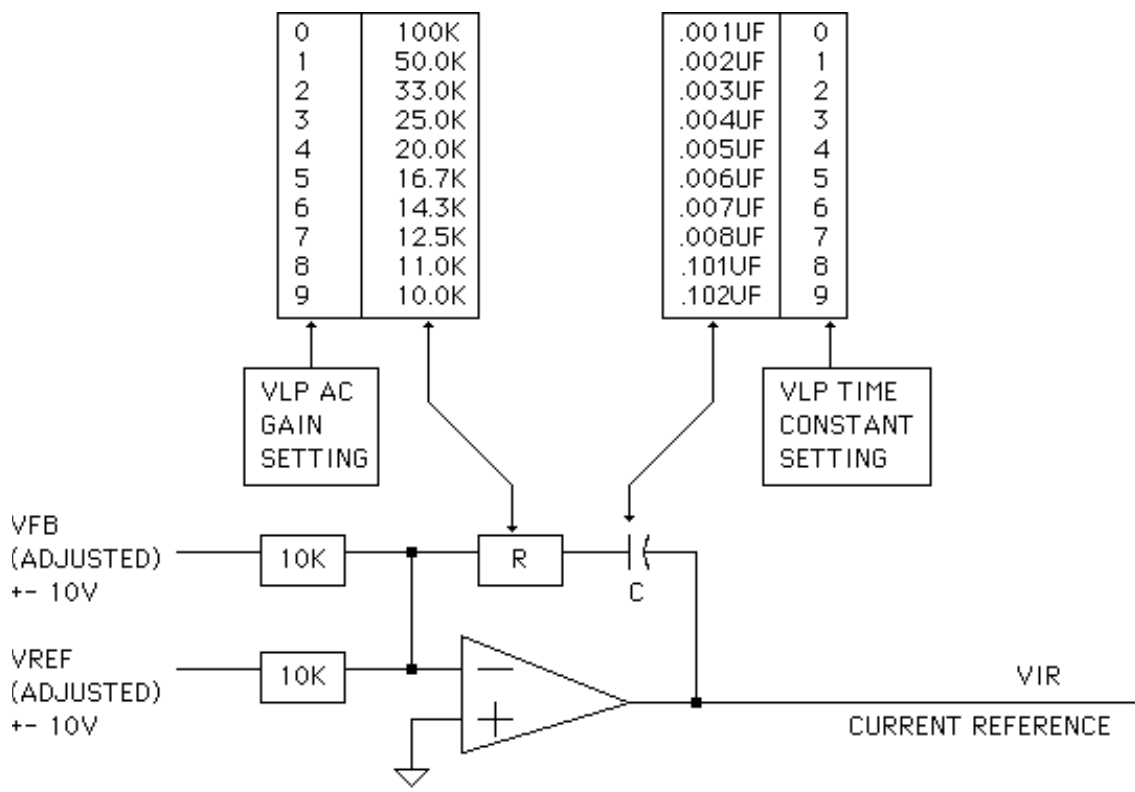 0 100K
1 50.0K
2 33.0K
3 25.0K
4 20.0K
5 16.7K
6 14.3K
7 12.5K
8 11.0K
9 10.0K
.001UF 0
.002UF 1
.003UF 2
.004UF 3
.005UF 4
.006UF 5
.007UF 6
.008UF 7
.101UF 8
.102UF 9
VLP AC
GAIN
SETTING
VLP TIME
CONSTANT
SETTING
VFB
(ADJUSTED)
+- 10V
10K
R
C
VREF
(ADJUSTED)
+- 10V
10K
VIR
CURRENT REFERENCE